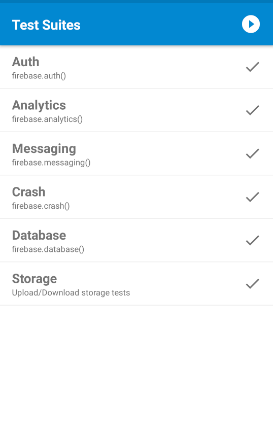 Test Suites
Auth
firebase.auth()
Analytics
firebase.analytics()
Messaging
firebase.messaging()
Crash
firebase.crash()
Database
firebase.database()
Storage
Upload/Download storage tests